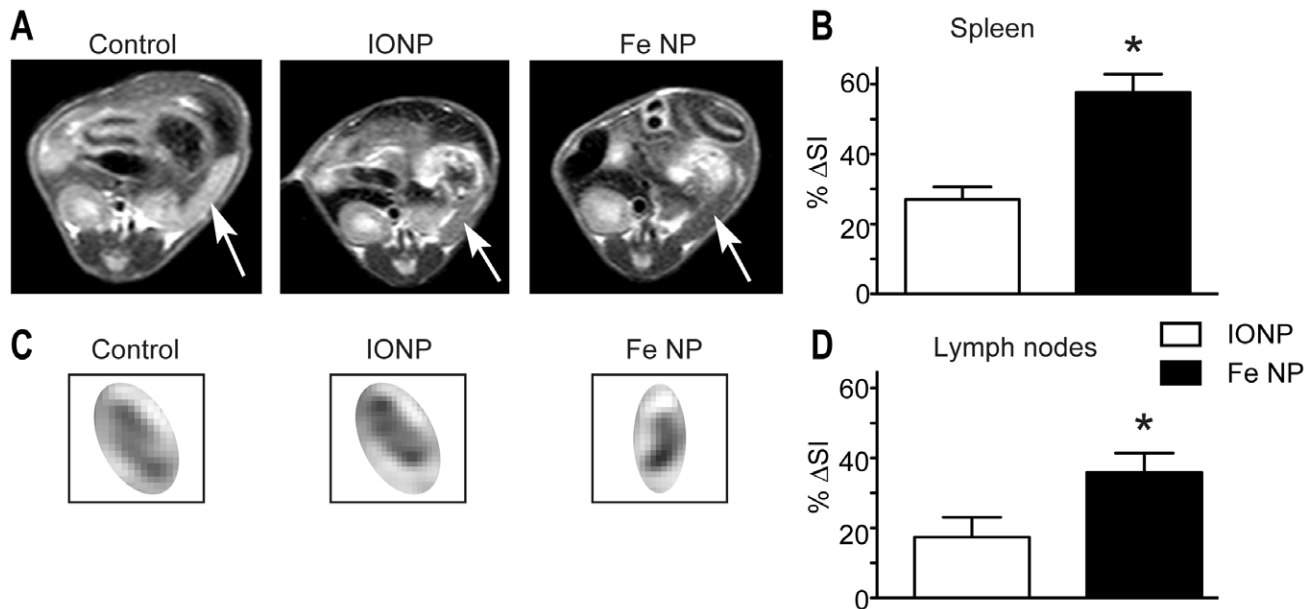 A
Control
IONP
Fe NP
B
Spleen
*
% ΔSI
60
40
20
0
C
Control
IONP
Fe NP
D
Lymph nodes
IONP
Fe NP
*
% ΔSI
60
40
20
0